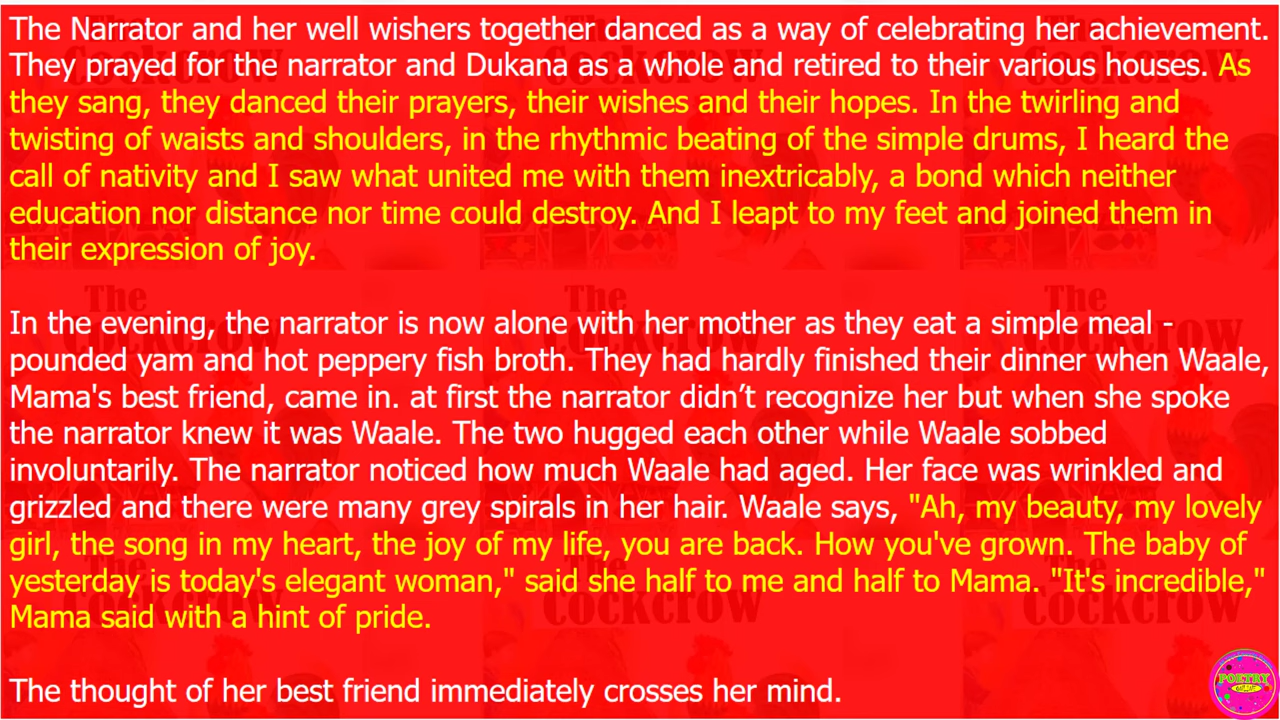 The Narrator and her well wishers together danced as a way of celebrating her achievement.
They prayed for the narrator and Dukana as a whole and retired to their various houses. As
they sang, they danced their prayers, their wishes and their hopes. In the twirling and
twisting of waists and shoulders, in the rhythmic beating of the simple drums, I heard the
call of nativity and I saw what united me with them inextricably, a bond which neither
education nor distance nor time could destroy. And I leapt to my feet and joined them in
their expression of joy.
In the evening, the narrator is now alone with her mother as they eat a simple meal -
pounded yam and hot peppery fish broth. They had hardly finished their dinner when Waale,
Mama's best friend, came in. at first the narrator didn’t recognize her but when she spoke
the narrator knew it was Waale. The two hugged each other while Waale sobbed
involuntarily. The narrator noticed how much Waale had aged. Her face was wrinkled and
grizzled and there were many grey spirals in her hair. Waale says, "Ah, my beauty, my lovely
girl, the song in my heart, the joy of my life, you are back. How you've grown. The baby of
yesterday is today's elegant woman," said she half to me and half to Mama. "It's incredible,"
Mama said with a hint of pride.
The thought of her best friend immediately crosses her mind.
The
Cockcrow
The
Cockcrow
The
Cockcrow
POETRY